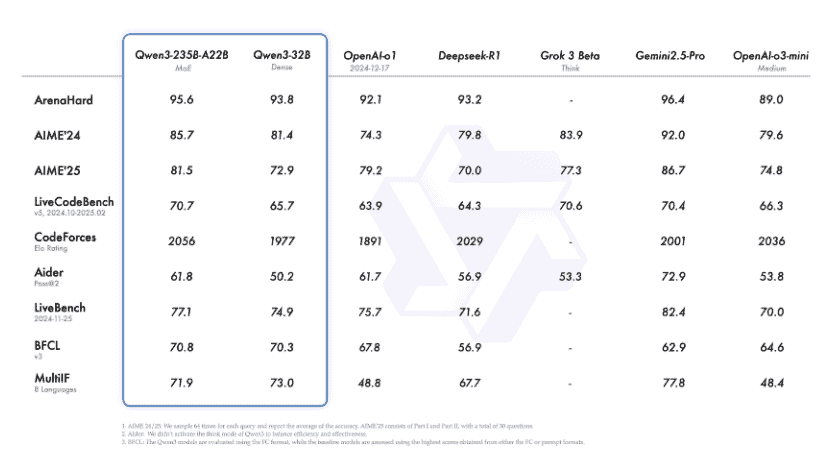 Qwen3-235B-A22B Qwen3-32B OpenAI-o1 Deepseek-R1 Grok 3 Beta Gemini2.5-Pro OpenAI-o3-mini
MoE Dense 2024-12-17 Think Medium
ArenaHard 95.6 93.8 92.1 93.2 - 96.4 89.0
AIME'24 85.7 81.4 74.3 79.8 83.9 92.0 79.6
AIME'25 81.5 72.9 79.2 70.0 77.3 86.7 74.8
LiveCodeBench 70.7 65.7 63.9 64.3 70.6 70.4 66.3
v5, 2024.10-2025.02
CodeForces 2056 1977 1891 2029 - 2001 2036
Elo Rating
Aider 61.8 50.2 61.7 56.9 53.3 72.9 53.8
Pass@2
LiveBench 77.1 74.9 75.7 71.6 - 82.4 70.0
2024-11-25
BFCL 70.8 70.3 67.8 56.9 - 62.9 64.6
v3
MultiIF 71.9 73.0 48.8 67.7 - 77.8 48.4
8 Languages
1. AIME 24/25: We sample 64 times for each query and report the average of the accuracy. AIME'25 consists of Part I and Part II, with a total of 30 questions.
2. Aider: We didn't activate the think mode of Qwen3 to balance efficiency and effectiveness.
3. BFCL: The Qwen3 models are evaluated using the FC format, while the baseline models are assessed using the highest scores obtained from either the FC or prompt formats.